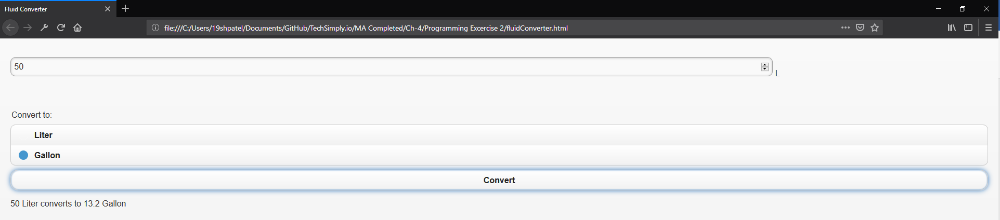 Fluid Converter
file:///C:/Users/19shpatel/Documents/GitHub/TechSimply.io/MA Completed/Ch-4/Programming Excercise 2/fluidConverter.html
50
L
Convert to:
Liter
Gallon
Convert
50 Liter converts to 13.2 Gallon